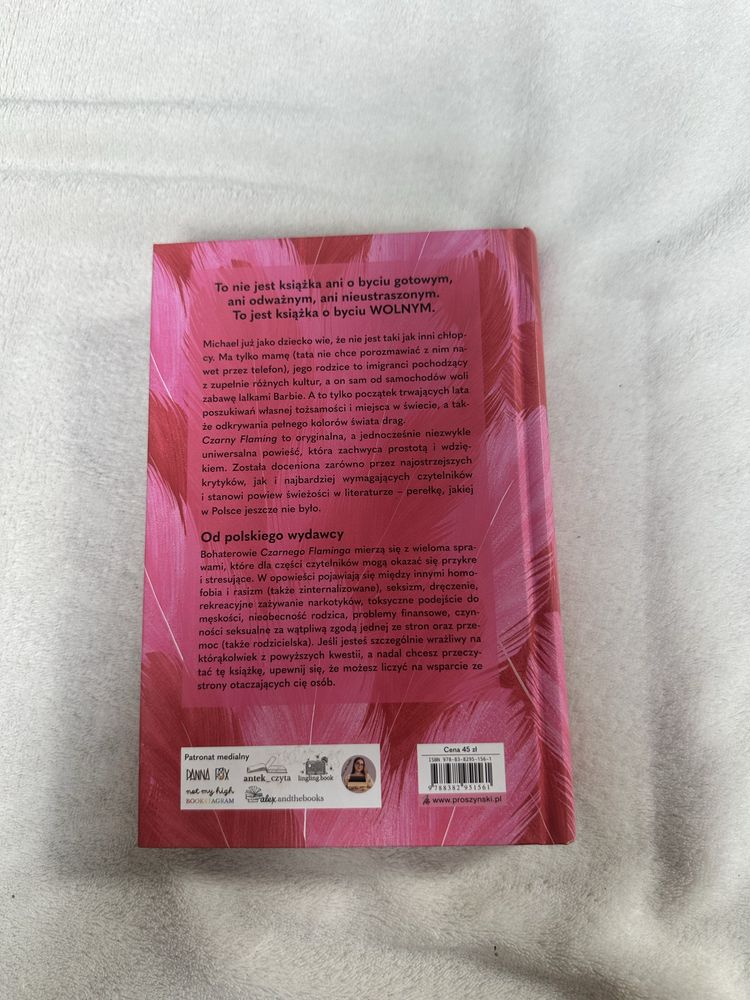 To nie jest książka ani o byciu gotowym,
ani odważnym, ani nieustraszonym.
To jest książka o byciu WOLNYM.
Michael już jako dziecko wie, że nie jest taki jak inni chłop-
cy. Ma tylko mamę (tata nie chce porozmawiać z nim na-
wet przez telefon), jego rodzice to imigranci pochodzący
z zupełnie różnych kultur, a on sam od samochodów woli
zabawę lalkami Barbie. A to tylko początek trwających lata
poszukiwań własnej tożsamości i miejsca w świecie, a tak-
że odkrywania pełnego kolorów świata drag.
Czarny Flaming to oryginalna, a jednocześnie niezwykle
uniwersalna powieść, która zachwyca prostotą i wdzię-
kiem. Została doceniona zarówno przez najostrzejszych
krytyków, jak i najbardziej wymagających czytelników
i stanowi powiew świeżości w literaturze – perełkę, jakiej
w Polsce jeszcze nie było.
Od polskiego wydawcy
Bohaterowie Czarnego Flaminga mierzą się z wieloma spra-
wami, które dla części czytelników mogą okazać się przykre
i stresujące. W opowieści pojawiają się między innymi homo-
fobia i rasizm (także zinternalizowane), seksizm, dręczenie,
rekreacyjne zażywanie narkotyków, toksyczne podejście do
męskości, nieobecność rodzica, problemy finansowe, czyn-
ności seksualne za wątpliwą zgodą jednej ze stron oraz prze-
moc (także rodzicielska). Jeśli jesteś szczególnie wrażliwy na
którąkolwiek z powyższych kwestii, a nadal chcesz przeczy-
tać tę książkę, upewnij się, że możesz liczyć na wsparcie ze
strony otaczających cię osób.
Patronat medialny
PANNA FOX
antek_czyta
lingling.book
not my high
BOOKSTAGRAM
alex.andthebooks
Cena 45 zł
ISBN 978-83-8295-156-1
9 788382 951561
www.proszynski.pl